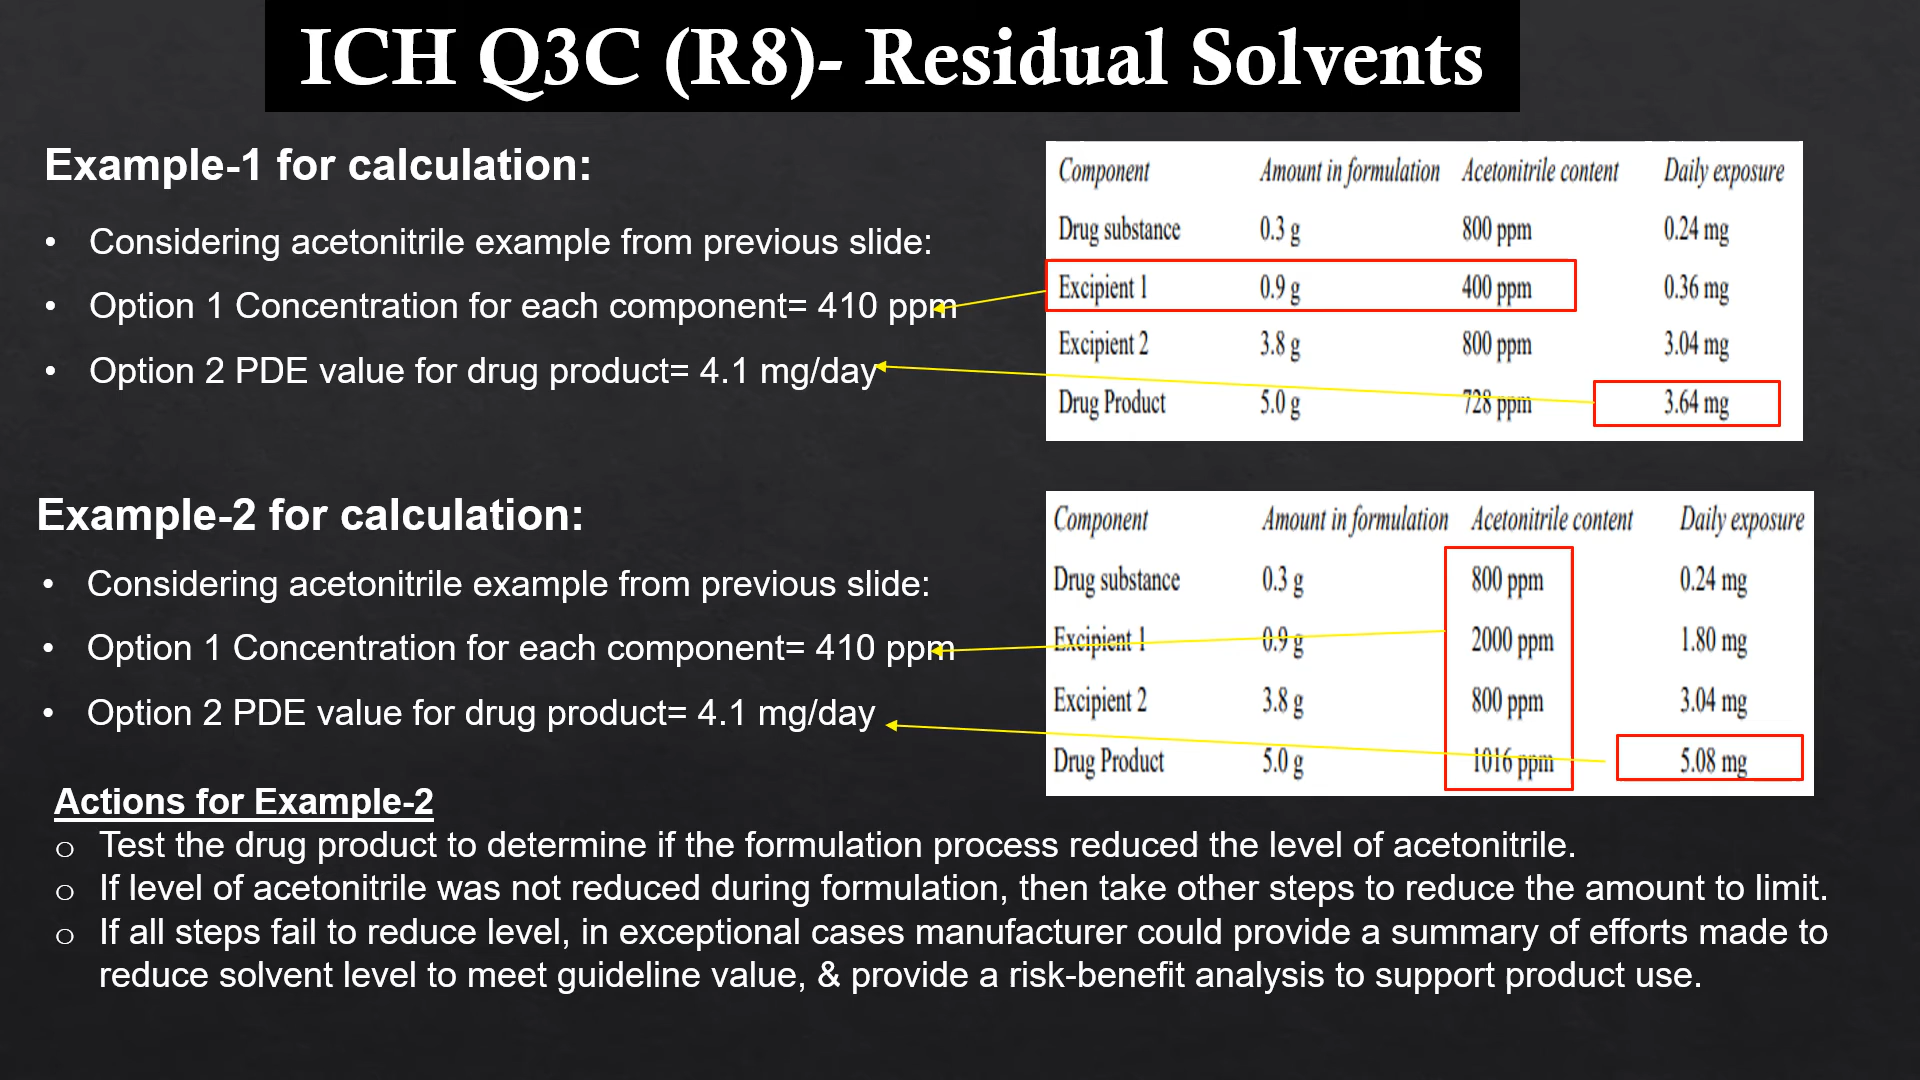 ICH Q3C (R8)- Residual Solvents
Example-1 for calculation:
• Considering acetonitrile example from previous slide:
• Option 1 Concentration for each component= 410 ppm
• Option 2 PDE value for drug product= 4.1 mg/day
Component Amount in formulation Acetonitrile content Daily exposure
Drug substance 0.3 g 800 ppm 0.24 mg
Excipient 1 0.9 g 400 ppm 0.36 mg
Excipient 2 3.8 g 800 ppm 3.04 mg
Drug Product 5.0 g 728 ppm 3.64 mg
Example-2 for calculation:
• Considering acetonitrile example from previous slide:
• Option 1 Concentration for each component= 410 ppm
• Option 2 PDE value for drug product= 4.1 mg/day
Component Amount in formulation Acetonitrile content Daily exposure
Drug substance 0.3 g 800 ppm 0.24 mg
Excipient 1 0.9 g 2000 ppm 1.80 mg
Excipient 2 3.8 g 800 ppm 3.04 mg
Drug Product 5.0 g 1016 ppm 5.08 mg
Actions for Example-2
o Test the drug product to determine if the formulation process reduced the level of acetonitrile.
o If level of acetonitrile was not reduced during formulation, then take other steps to reduce the amount to limit.
o If all steps fail to reduce level, in exceptional cases manufacturer could provide a summary of efforts made to
reduce solvent level to meet guideline value, & provide a risk-benefit analysis to support product use.